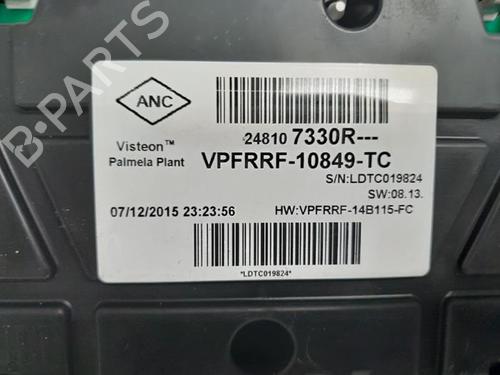 B-PARTS
ANC
Visteon™
Palmela Plant
24810 7330R---
VPFRRF-10849-TC
S/N:LDTC019824
SW:08.13.
07/12/2015 23:23:56
HW:VPFRRF-14B115-FC
*LDTC019824*